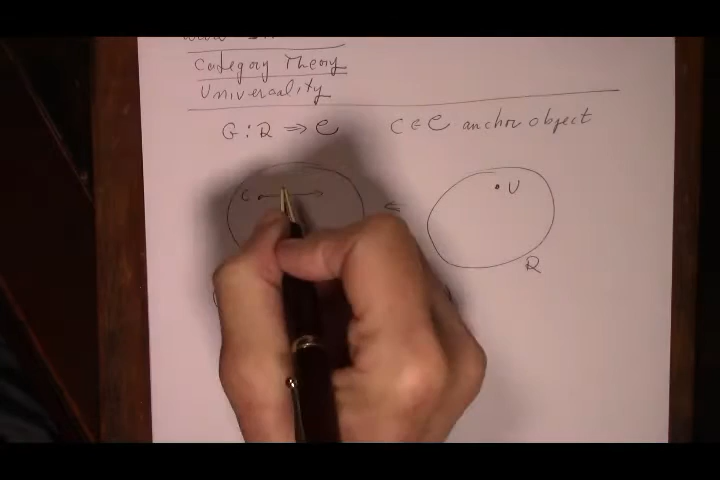 Category Theory
Universality
G : D ⇒ C C ∈ C anchor object
C U
D